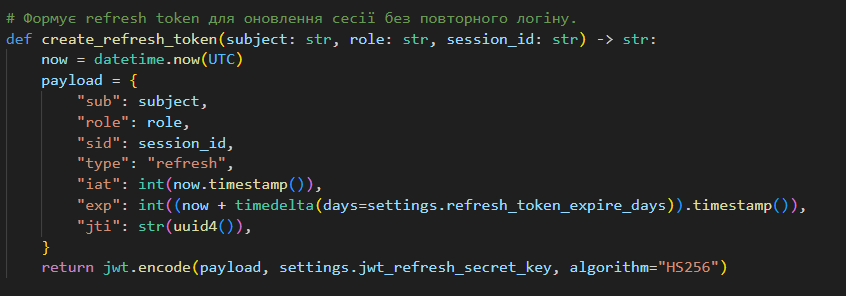 # Формує refresh token для оновлення сесії без повторного логіну.
def create_refresh_token(subject: str, role: str, session_id: str) -> str:
    now = datetime.now(UTC)
    payload = {
        "sub": subject,
        "role": role,
        "sid": session_id,
        "type": "refresh",
        "iat": int(now.timestamp()),
        "exp": int((now + timedelta(days=settings.refresh_token_expire_days)).timestamp()),
        "jti": str(uuid4()),
    }
    return jwt.encode(payload, settings.jwt_refresh_secret_key, algorithm="HS256")